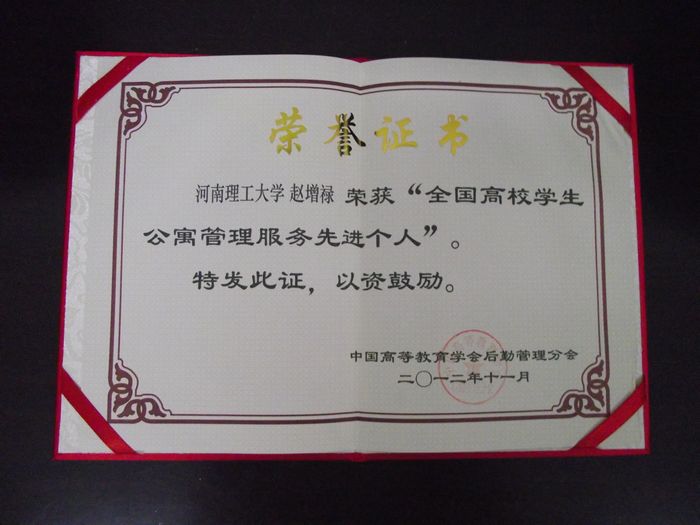 荣誉证书
河南理工大学 赵增禄 荣获“全国高校学生
公寓管理服务先进个人”。
特发此证，以资鼓励。
中国高等教育学会后勤管理分会
二〇一二年十一月